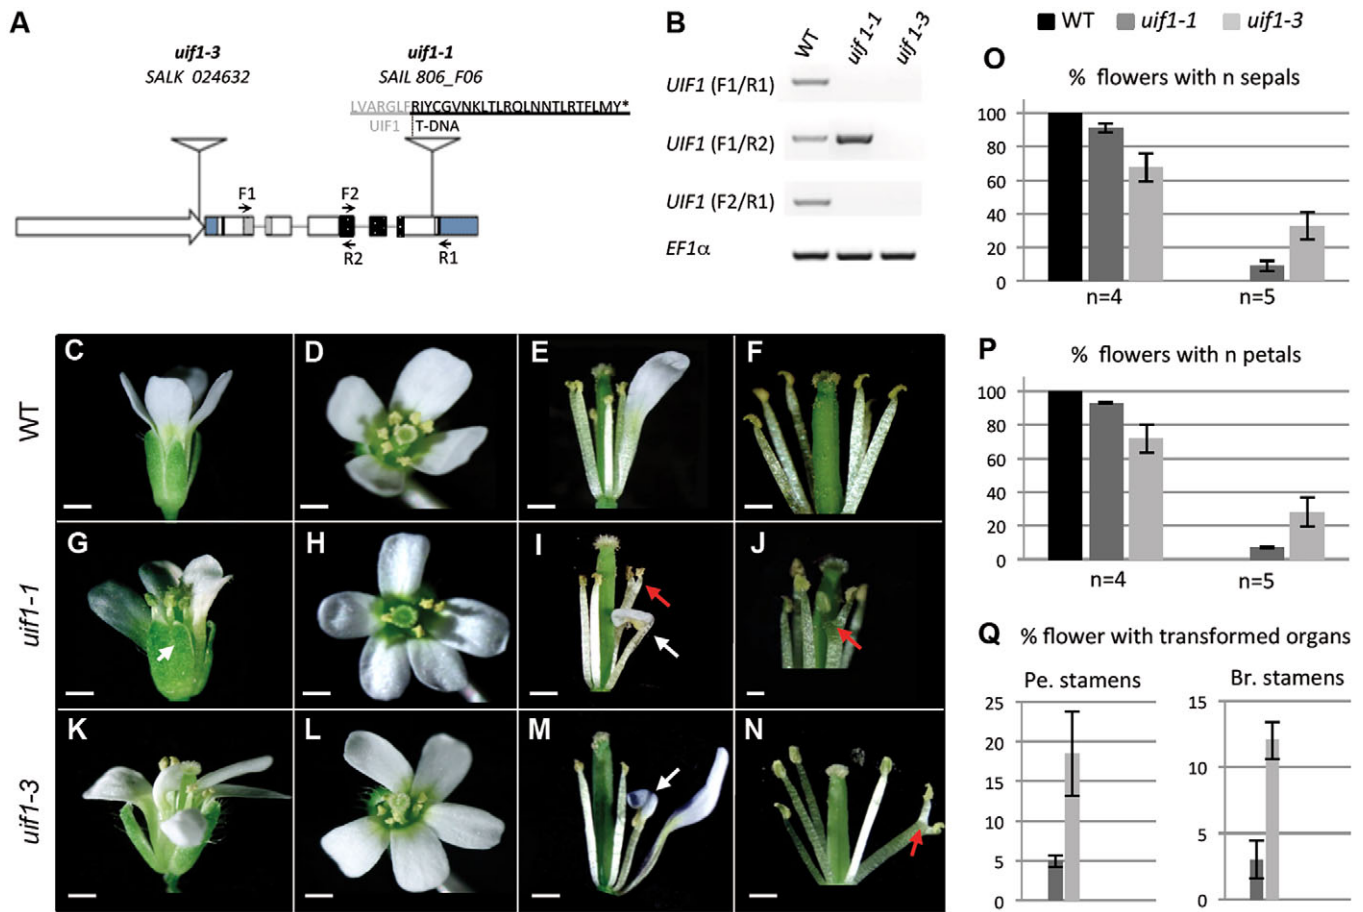 A
uif1-3
SALK 024632
uif1-1
SAIL 806_F06
LVARGLFRIYCGVNKLTLROLNNTLRTFLMY*
UIF1 T-DNA
F1 F2
R2 R1
B
WT uif1-1 uif1-3
UIF1 (F1/R1)
UIF1 (F1/R2)
UIF1 (F2/R1)
EF1α
WT uif1-1 uif1-3
O
% flowers with n sepals
100
80
60
40
20
0
n=4 n=5
P
% flowers with n petals
100
80
60
40
20
0
n=4 n=5
Q % flower with transformed organs
Pe. stamens
25
20
15
10
5
0
Br. stamens
15
10
5
0
WT
C D E F
uif1-1
G H I J
uif1-3
K L M N